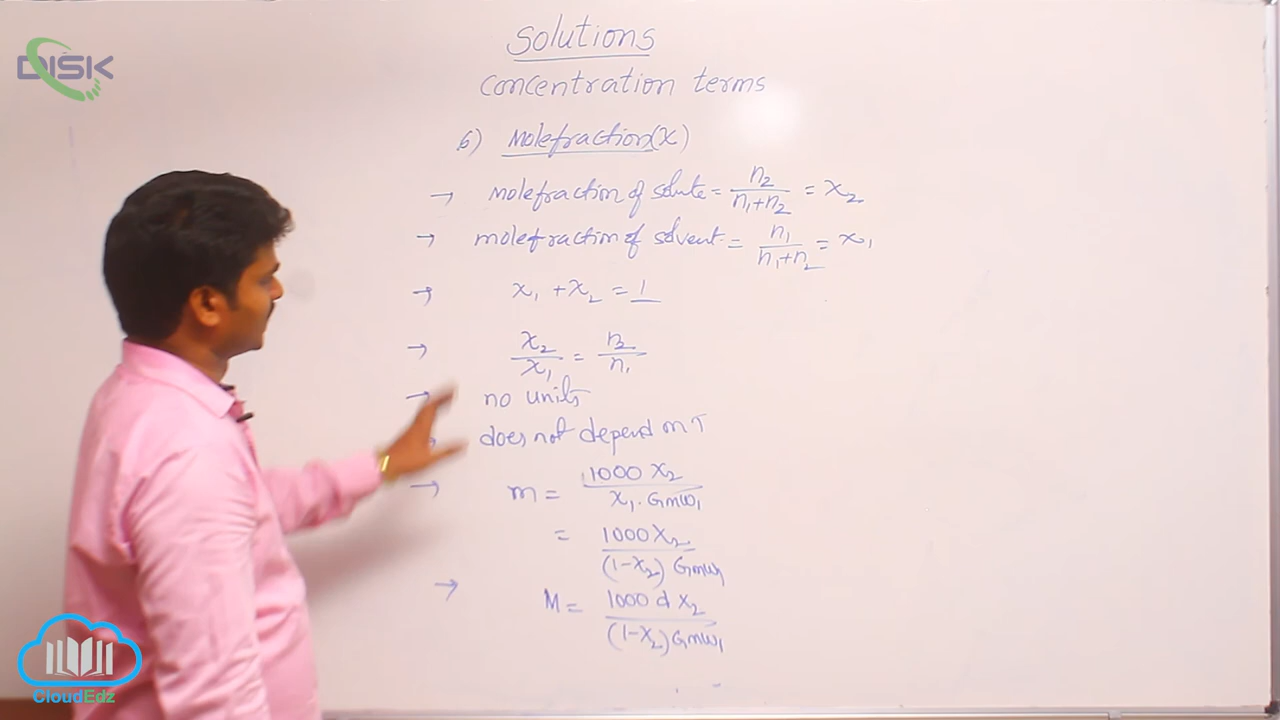 DISK
Solutions
concentration terms
6) Molefraction(x)
→ molefraction of solute = n₂/(n₁+n₂) = x₂
→ molefraction of solvent = n₁/(n₁+n₂) = x₁
→ x₁ + x₂ = 1
→ x₂/x₁ = n₂/n₁
→ no units
→ does not depend on T
→ m = 1000 x₂/(x₁ . Gmw₁)
= 1000 x₂/((1-x₂) Gmw₁)
→ M = 1000 d x₂/((1-x₂) Gmw₁)
CloudEdz